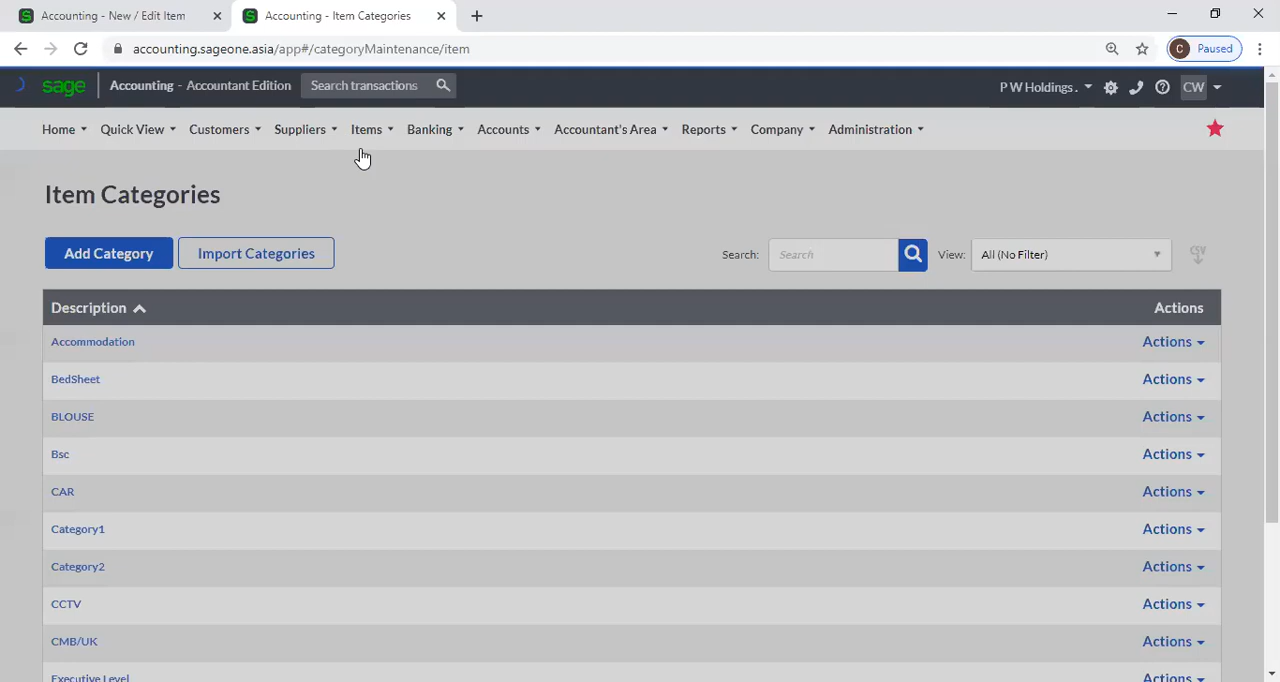 Accounting - New / Edit Item
Accounting - Item Categories
accounting.sageone.asia/app#/categoryMaintenance/item
C Paused
sage Accounting - Accountant Edition Search transactions P W Holdings . CW
Home Quick View Customers Suppliers Items Banking Accounts Accountant's Area Reports Company Administration
Item Categories
Add Category Import Categories Search: Search View: All (No Filter) CSV
Description Actions
Accommodation Actions
BedSheet Actions
BLOUSE Actions
Bsc Actions
CAR Actions
Category1 Actions
Category2 Actions
CCTV Actions
CMB/UK Actions
Executive Level Actions